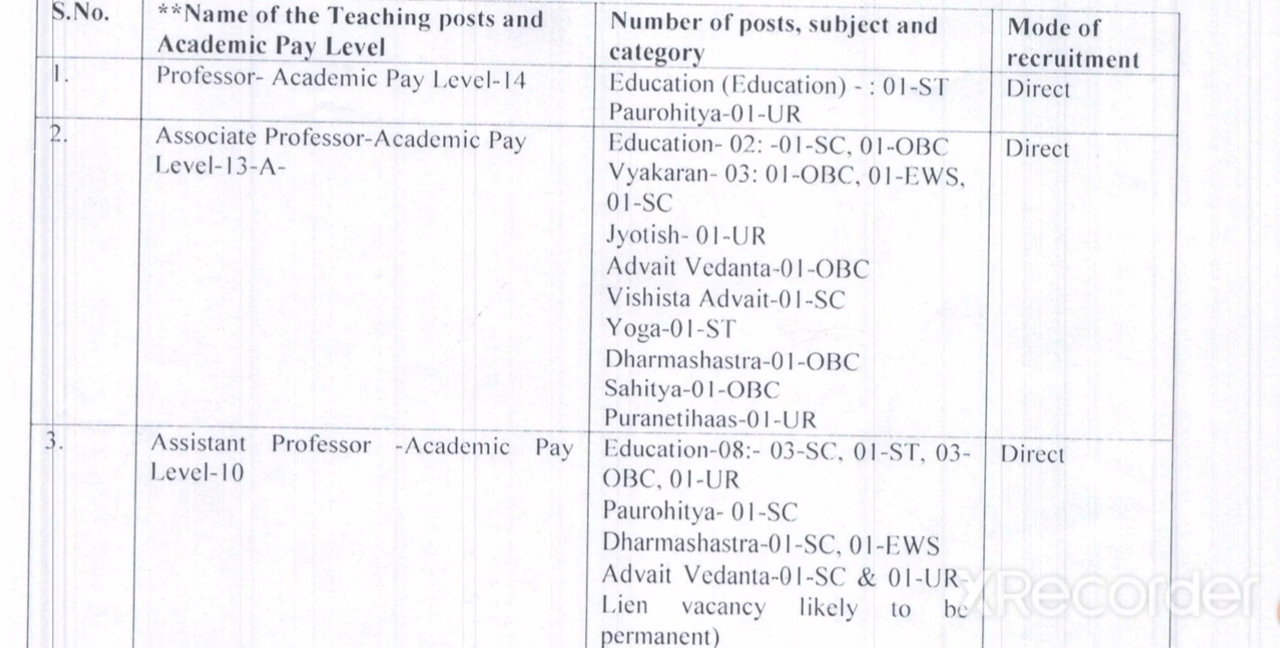 S.No.
**Name of the Teaching posts and
Academic Pay Level
Number of posts, subject and
category
Mode of
recruitment
1.
Professor- Academic Pay Level-14
Education (Education) - : 01-ST
Paurohitya-01-UR
Direct
2.
Associate Professor-Academic Pay
Level-13-A-
Education- 02: -01-SC, 01-OBC
Vyakaran- 03: 01-OBC, 01-EWS,
01-SC
Jyotish- 01-UR
Advait Vedanta-01-OBC
Vishista Advait-01-SC
Yoga-01-ST
Dharmashastra-01-OBC
Sahitya-01-OBC
Puranetihaas-01-UR
Direct
3.
Assistant Professor -Academic Pay
Level-10
Education-08:- 03-SC, 01-ST, 03-
OBC, 01-UR
Paurohitya- 01-SC
Dharmashastra-01-SC, 01-EWS
Advait Vedanta-01-SC & 01-UR-
Lien vacancy likely to be
permanent)
Direct
XRecorder